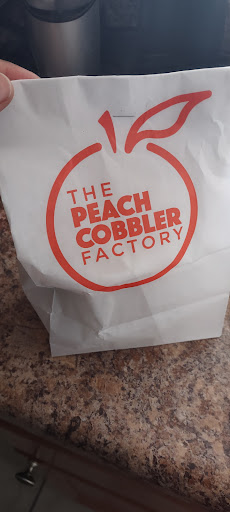 THE
PEACH
COBBLER
FACTORY